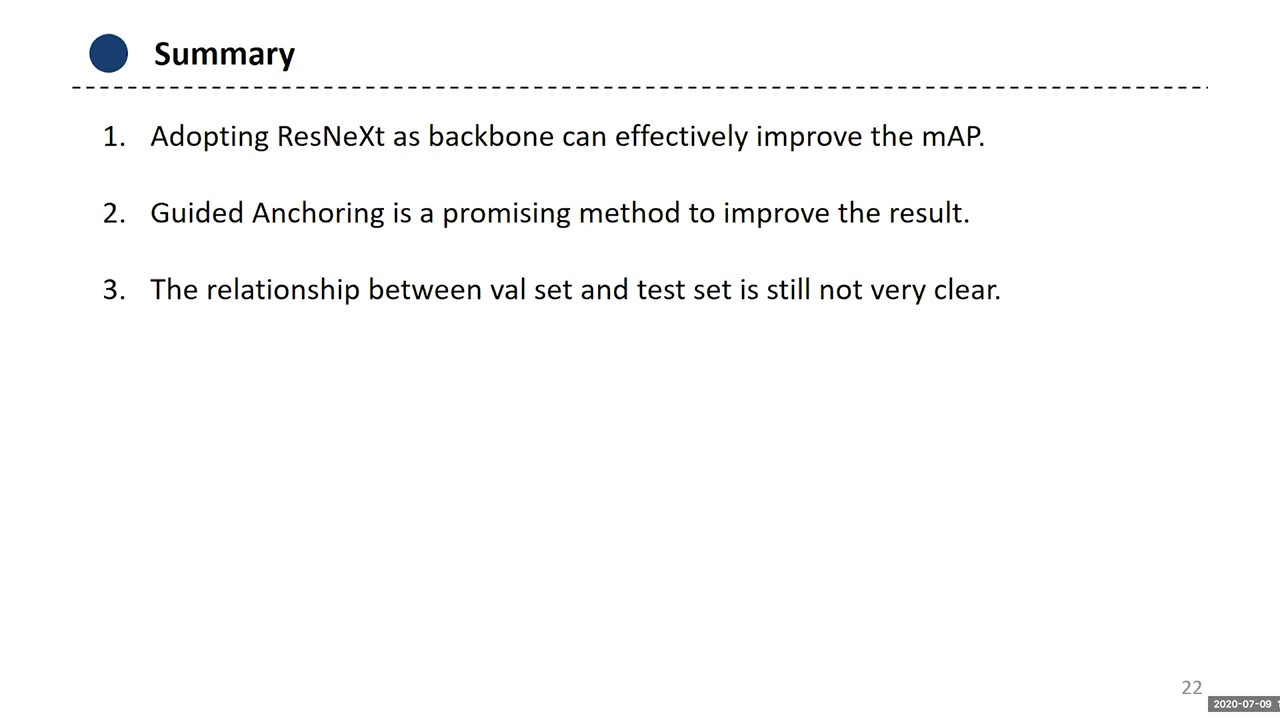 Summary
1. Adopting ResNeXt as backbone can effectively improve the mAP.
2. Guided Anchoring is a promising method to improve the result.
3. The relationship between val set and test set is still not very clear.
22
2020-07-09